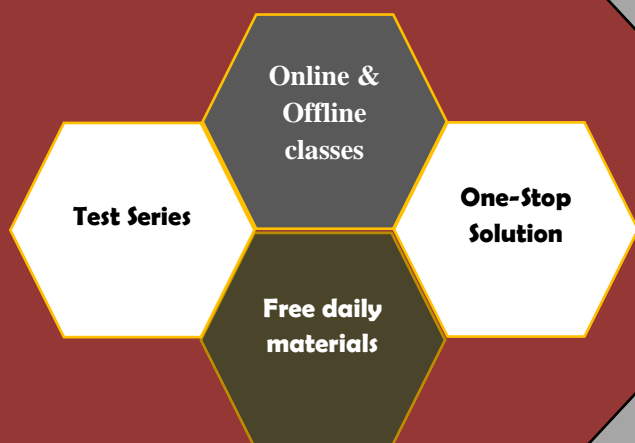 Online &
Offline
classes
Test Series
One-Stop
Solution
Free daily
materials